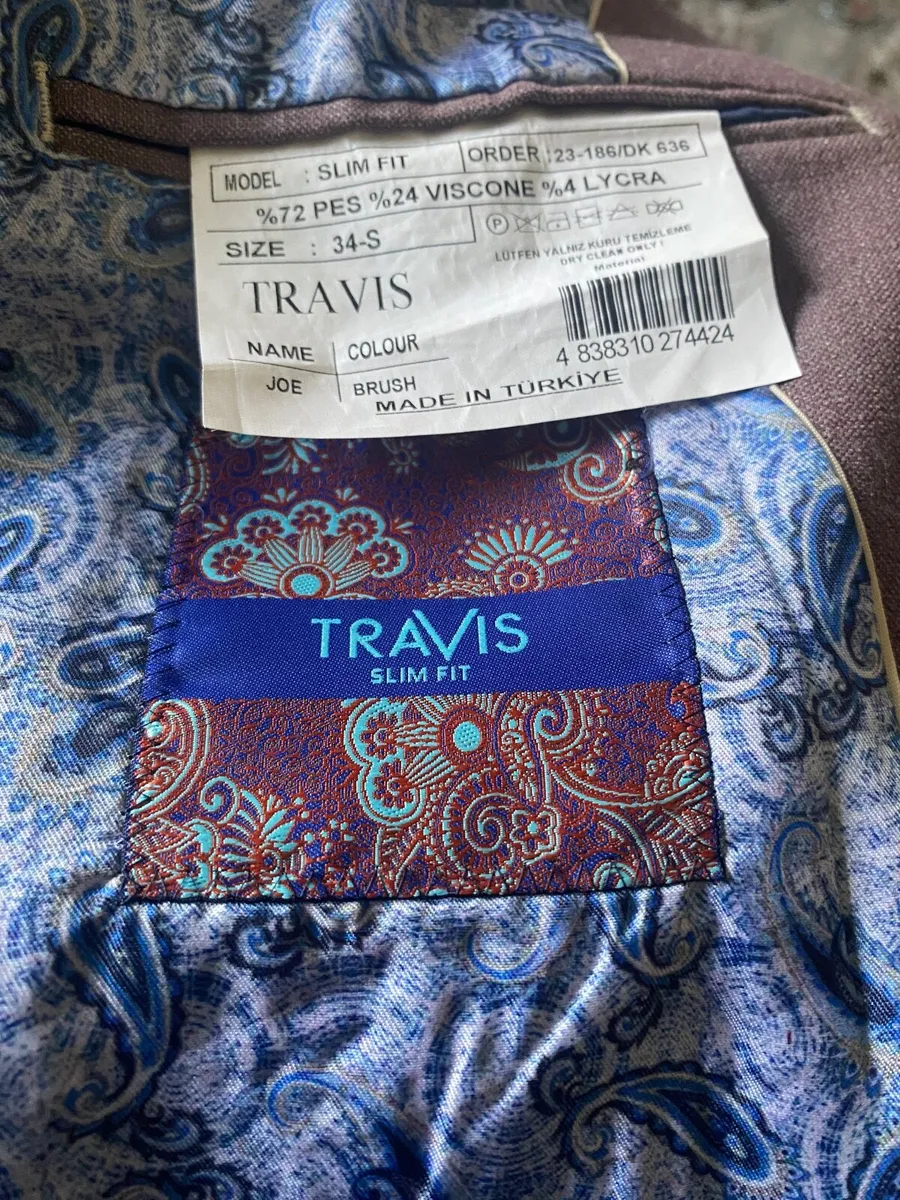 MODEL : SLIM FIT
ORDER :23-186/DK 636
%72 PES %24 VISCONE %4 LYCRA
SIZE : 34-S
P
LÜTFEN YALNIZ KURU TEMİZLEME
DRY CLEAN ONLY!
Material
TRAVIS
4 838310 274424
NAME COLOUR
JOE BRUSH
MADE IN TÜRKİYE
TRAVIS
SLIM FIT